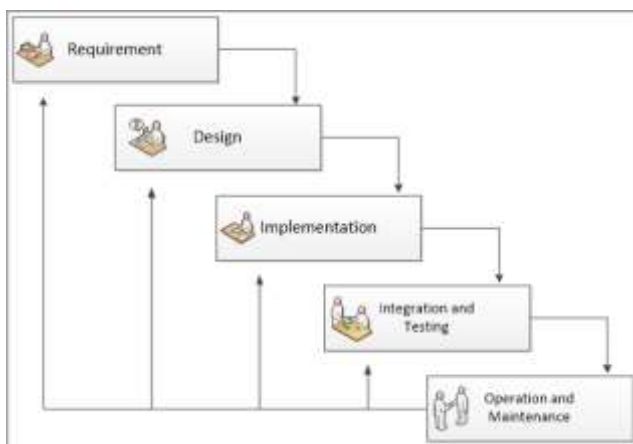 Requirement
Design
Implementation
Integration and
Testing
Operation and
Maintenance